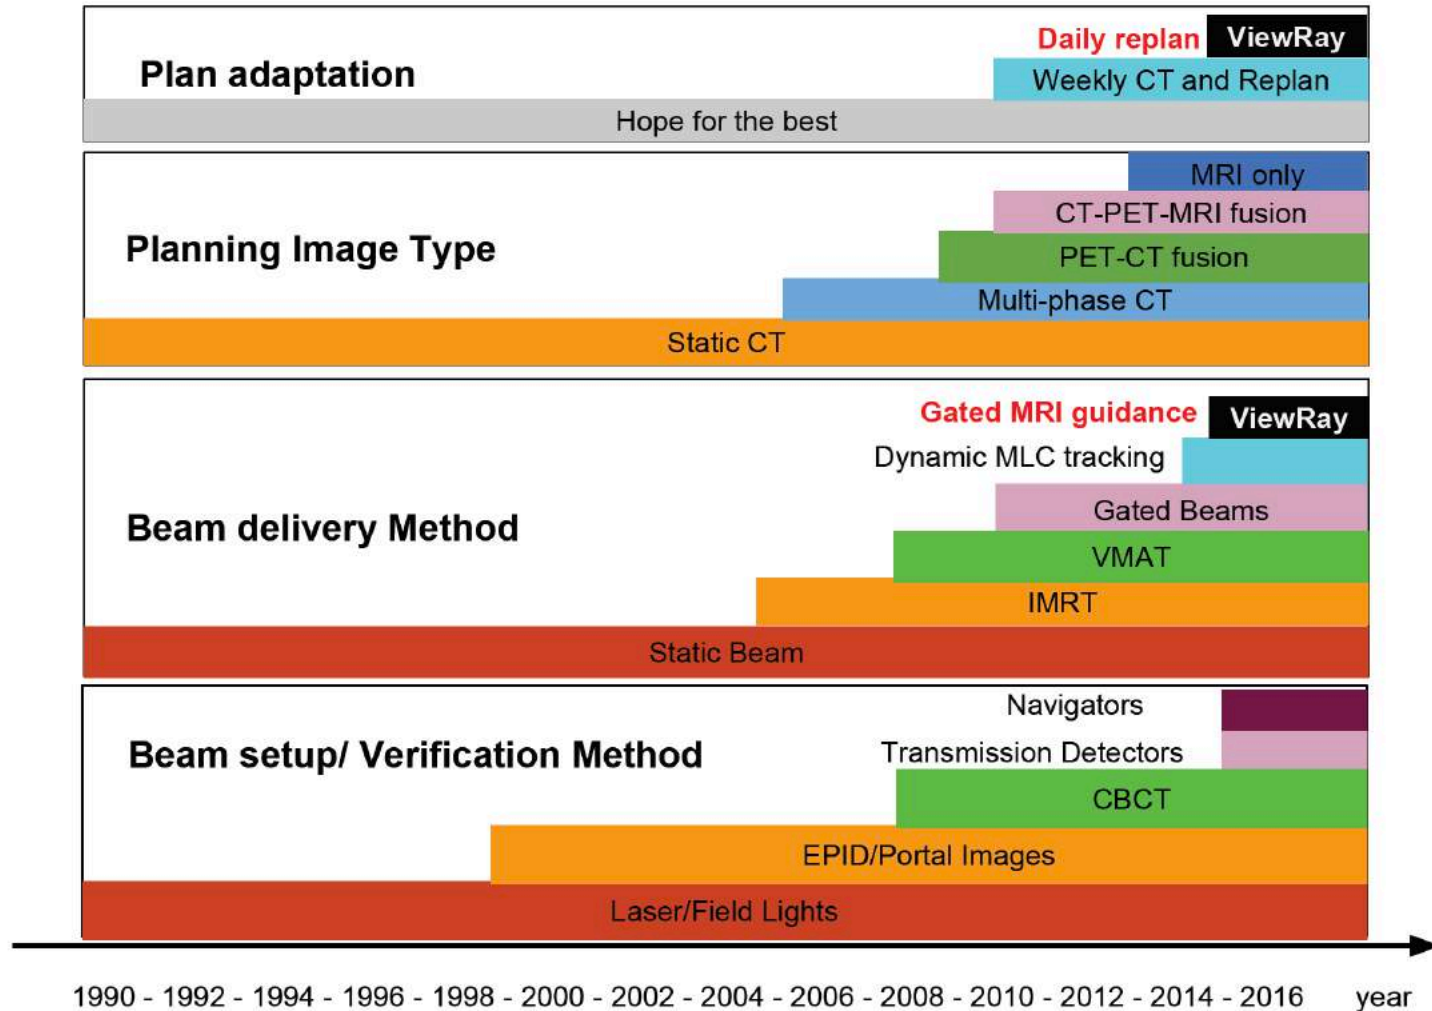 Daily replan ViewRay
Plan adaptation
Weekly CT and Replan
Hope for the best
MRI only
CT-PET-MRI fusion
Planning Image Type
PET-CT fusion
Multi-phase CT
Static CT
Gated MRI guidance ViewRay
Dynamic MLC tracking
Gated Beams
Beam delivery Method
VMAT
IMRT
Static Beam
Navigators
Beam setup/ Verification Method
Transmission Detectors
CBCT
EPID/Portal Images
Laser/Field Lights
1990 - 1992 - 1994 - 1996 - 1998 - 2000 - 2002 - 2004 - 2006 - 2008 - 2010 - 2012 - 2014 - 2016 year